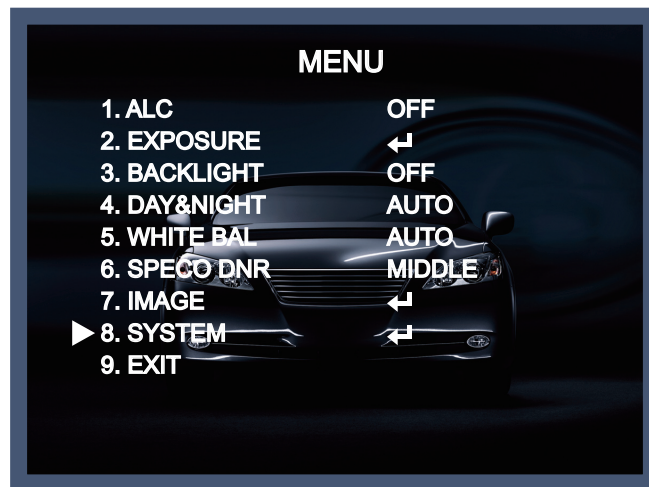 MENU
1. ALC OFF
2. EXPOSURE ↵
3. BACKLIGHT OFF
4. DAY&NIGHT AUTO
5. WHITE BAL AUTO
6. SPECO DNR MIDDLE
7. IMAGE ↵
8. SYSTEM ↵
9. EXIT